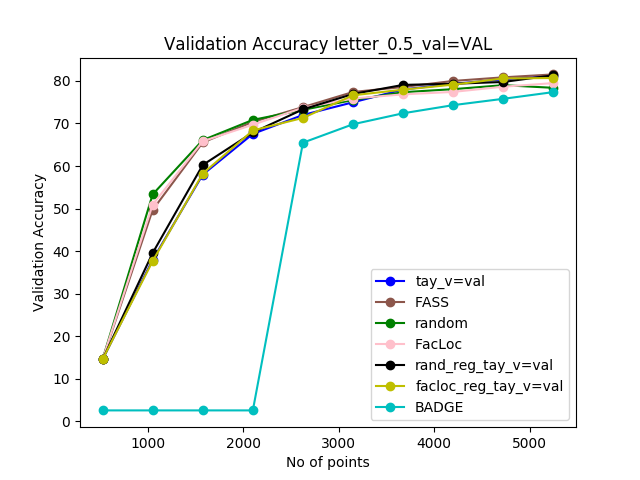 Validation Accuracy letter_0.5_val=VAL
Validation Accuracy
80
70
60
50
40
30
20
10
0
tay_v=val
FASS
random
FacLoc
rand_reg_tay_v=val
facloc_reg_tay_v=val
BADGE
1000 2000 3000 4000 5000
No of points